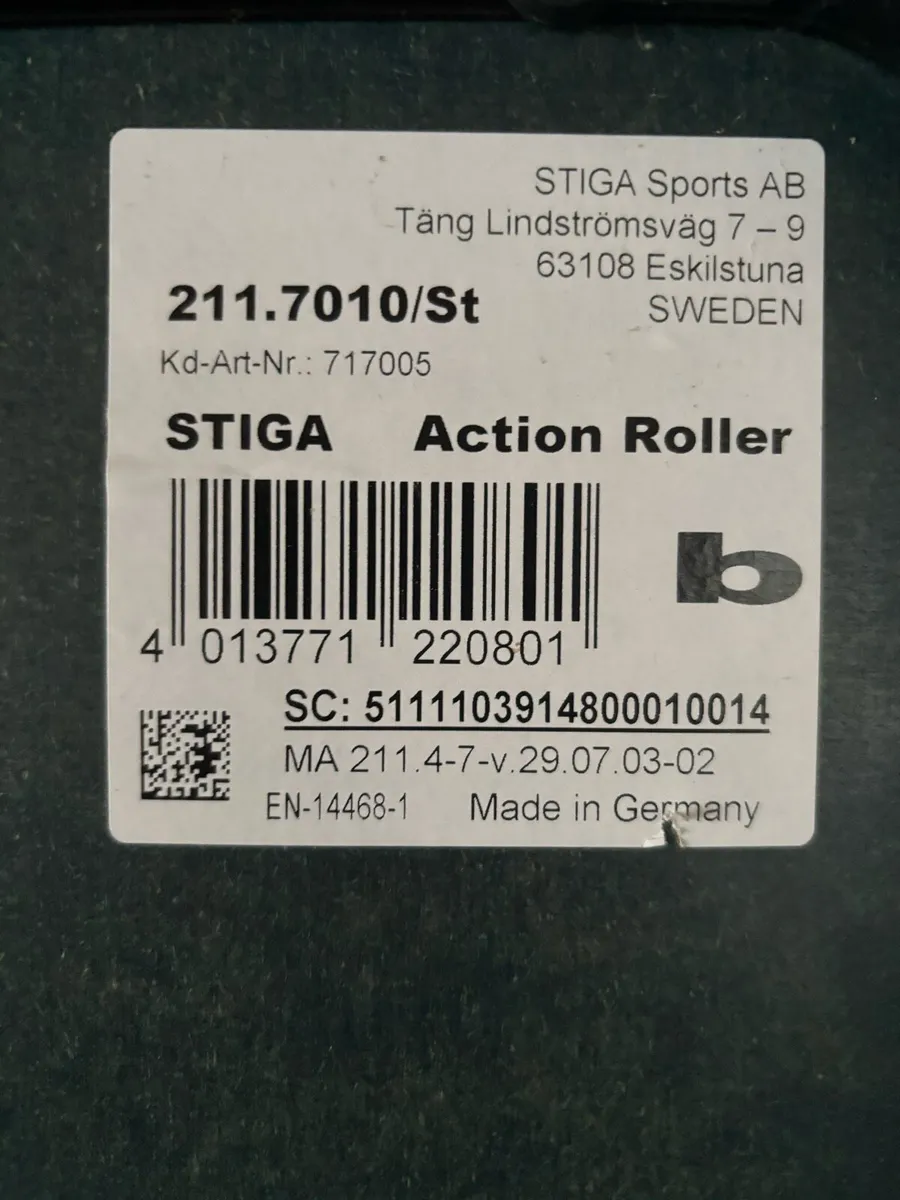 STIGA Sports AB
Täng Lindströmsväg 7 – 9
63108 Eskilstuna
SWEDEN
211.7010/St
Kd-Art-Nr.: 717005
STIGA Action Roller
b
4 013771 220801
SC: 5111103914800010014
MA 211.4-7-v.29.07.03-02
EN-14468-1 Made in Germany